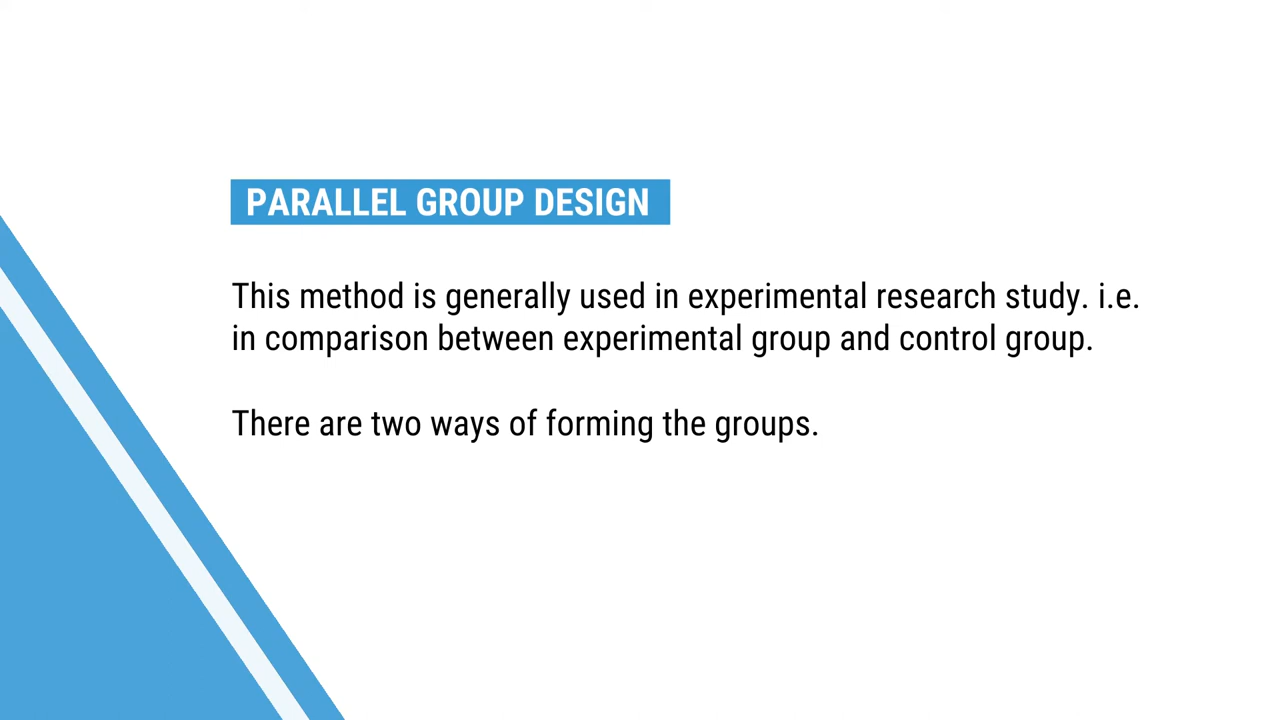 PARALLEL GROUP DESIGN
This method is generally used in experimental research study. i.e.
in comparison between experimental group and control group.
There are two ways of forming the groups.